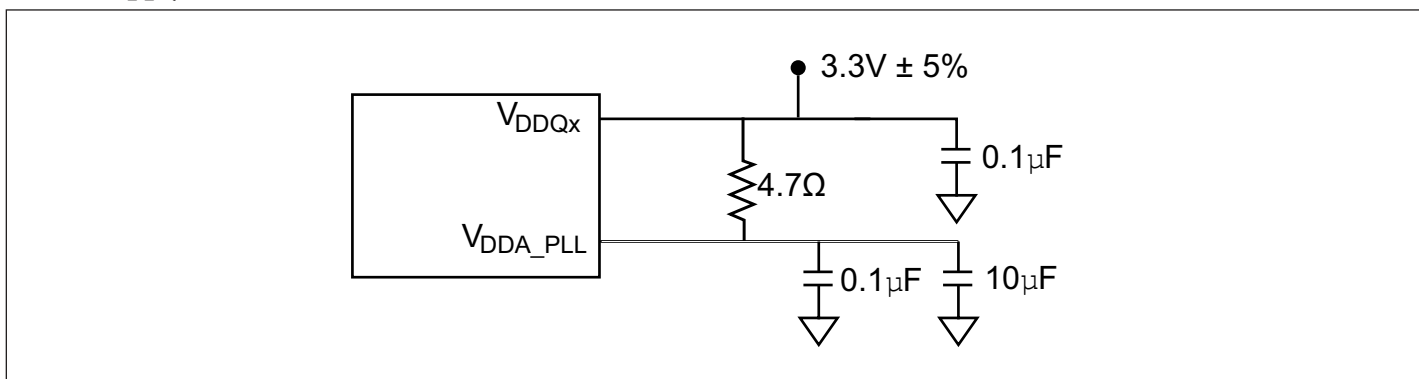 3.3V ± 5%
VDDQx
0.1µF
4.7Ω
VDDA_PLL
0.1µF
10µF